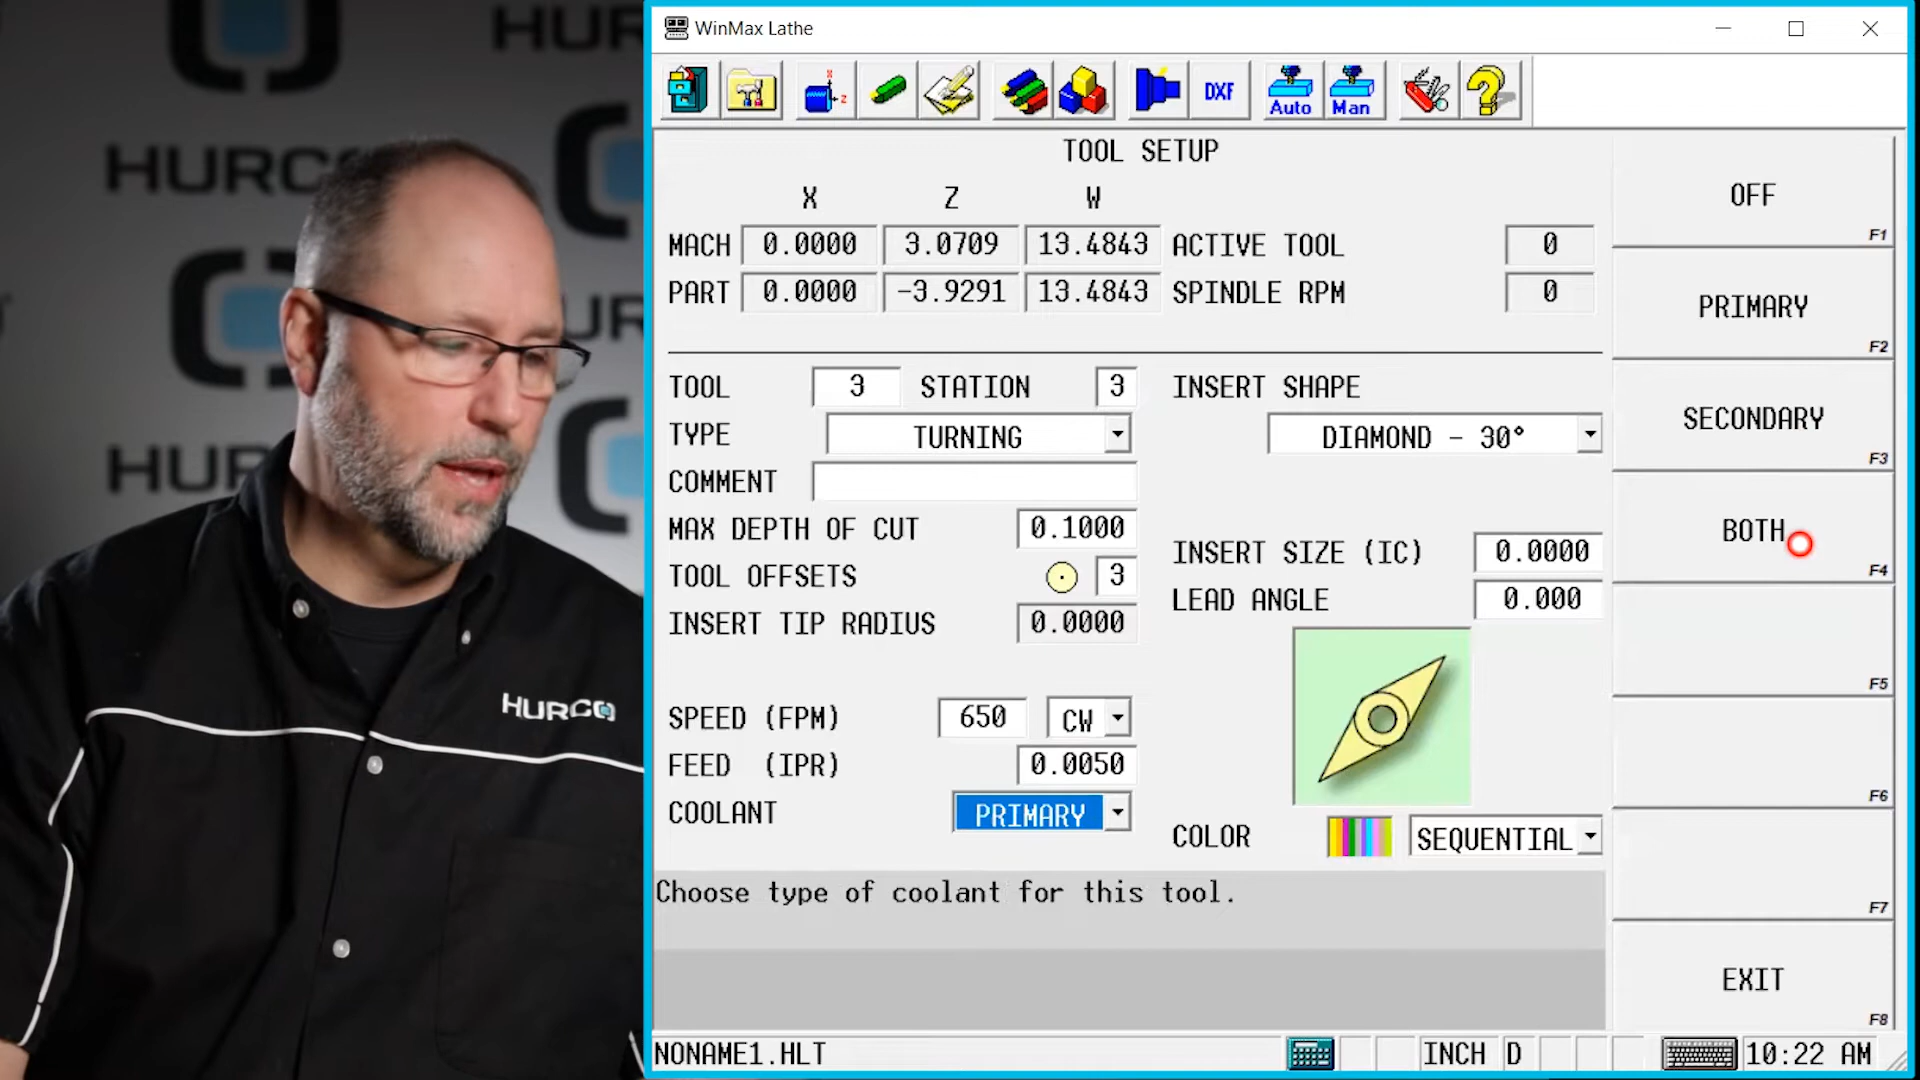 WinMax Lathe
DXF Auto Man
TOOL SETUP
X Z W
MACH 0.0000 3.0709 13.4843 ACTIVE TOOL 0
PART 0.0000 -3.9291 13.4843 SPINDLE RPM 0
TOOL 3 STATION 3 INSERT SHAPE
TYPE TURNING DIAMOND - 30°
COMMENT
MAX DEPTH OF CUT 0.1000
INSERT SIZE (IC) 0.0000
TOOL OFFSETS 3
LEAD ANGLE 0.000
INSERT TIP RADIUS 0.0000
SPEED (FPM) 650 CW
FEED (IPR) 0.0050
COOLANT PRIMARY
COLOR SEQUENTIAL
Choose type of coolant for this tool.
OFF F1
PRIMARY F2
SECONDARY F3
BOTH F4
F5
F6
F7
EXIT F8
NONAME1.HLT INCH D 10:22 AM
HURCO
HURCO
HUR
HUR
HURCO